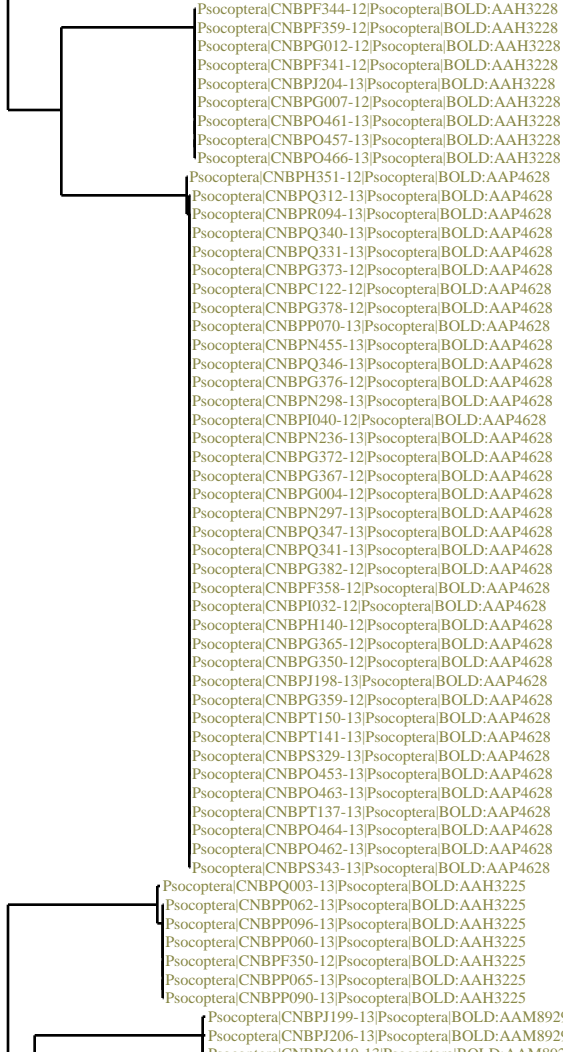 Psocoptera|CNBPF344-12|Psocoptera|BOLD:AAH3228
Psocoptera|CNBPF359-12|Psocoptera|BOLD:AAH3228
Psocoptera|CNBPG012-12|Psocoptera|BOLD:AAH3228
Psocoptera|CNBPF341-12|Psocoptera|BOLD:AAH3228
Psocoptera|CNBPJ204-13|Psocoptera|BOLD:AAH3228
Psocoptera|CNBPG007-12|Psocoptera|BOLD:AAH3228
Psocoptera|CNBPO461-13|Psocoptera|BOLD:AAH3228
Psocoptera|CNBPO457-13|Psocoptera|BOLD:AAH3228
Psocoptera|CNBPO466-13|Psocoptera|BOLD:AAH3228
Psocoptera|CNBPH351-12|Psocoptera|BOLD:AAP4628
Psocoptera|CNBPQ312-13|Psocoptera|BOLD:AAP4628
Psocoptera|CNBPR094-13|Psocoptera|BOLD:AAP4628
Psocoptera|CNBPQ340-13|Psocoptera|BOLD:AAP4628
Psocoptera|CNBPQ331-13|Psocoptera|BOLD:AAP4628
Psocoptera|CNBPG373-12|Psocoptera|BOLD:AAP4628
Psocoptera|CNBPC122-12|Psocoptera|BOLD:AAP4628
Psocoptera|CNBPG378-12|Psocoptera|BOLD:AAP4628
Psocoptera|CNBPP070-13|Psocoptera|BOLD:AAP4628
Psocoptera|CNBPN455-13|Psocoptera|BOLD:AAP4628
Psocoptera|CNBPQ346-13|Psocoptera|BOLD:AAP4628
Psocoptera|CNBPG376-12|Psocoptera|BOLD:AAP4628
Psocoptera|CNBPN298-13|Psocoptera|BOLD:AAP4628
Psocoptera|CNBPI040-12|Psocoptera|BOLD:AAP4628
Psocoptera|CNBPN236-13|Psocoptera|BOLD:AAP4628
Psocoptera|CNBPG372-12|Psocoptera|BOLD:AAP4628
Psocoptera|CNBPG367-12|Psocoptera|BOLD:AAP4628
Psocoptera|CNBPG004-12|Psocoptera|BOLD:AAP4628
Psocoptera|CNBPN297-13|Psocoptera|BOLD:AAP4628
Psocoptera|CNBPQ347-13|Psocoptera|BOLD:AAP4628
Psocoptera|CNBPQ341-13|Psocoptera|BOLD:AAP4628
Psocoptera|CNBPG382-12|Psocoptera|BOLD:AAP4628
Psocoptera|CNBPF358-12|Psocoptera|BOLD:AAP4628
Psocoptera|CNBPI032-12|Psocoptera|BOLD:AAP4628
Psocoptera|CNBPH140-12|Psocoptera|BOLD:AAP4628
Psocoptera|CNBPG365-12|Psocoptera|BOLD:AAP4628
Psocoptera|CNBPG350-12|Psocoptera|BOLD:AAP4628
Psocoptera|CNBPJ198-13|Psocoptera|BOLD:AAP4628
Psocoptera|CNBPG359-12|Psocoptera|BOLD:AAP4628
Psocoptera|CNBPT150-13|Psocoptera|BOLD:AAP4628
Psocoptera|CNBPT141-13|Psocoptera|BOLD:AAP4628
Psocoptera|CNBPS329-13|Psocoptera|BOLD:AAP4628
Psocoptera|CNBPO453-13|Psocoptera|BOLD:AAP4628
Psocoptera|CNBPO463-13|Psocoptera|BOLD:AAP4628
Psocoptera|CNBPT137-13|Psocoptera|BOLD:AAP4628
Psocoptera|CNBPO464-13|Psocoptera|BOLD:AAP4628
Psocoptera|CNBPO462-13|Psocoptera|BOLD:AAP4628
Psocoptera|CNBPS343-13|Psocoptera|BOLD:AAP4628
Psocoptera|CNBPQ003-13|Psocoptera|BOLD:AAH3225
Psocoptera|CNBPP062-13|Psocoptera|BOLD:AAH3225
Psocoptera|CNBPP096-13|Psocoptera|BOLD:AAH3225
Psocoptera|CNBPP060-13|Psocoptera|BOLD:AAH3225
Psocoptera|CNBPF350-12|Psocoptera|BOLD:AAH3225
Psocoptera|CNBPP065-13|Psocoptera|BOLD:AAH3225
Psocoptera|CNBPP090-13|Psocoptera|BOLD:AAH3225
Psocoptera|CNBPJ199-13|Psocoptera|BOLD:AAM8929
Psocoptera|CNBPJ206-13|Psocoptera|BOLD:AAM8929